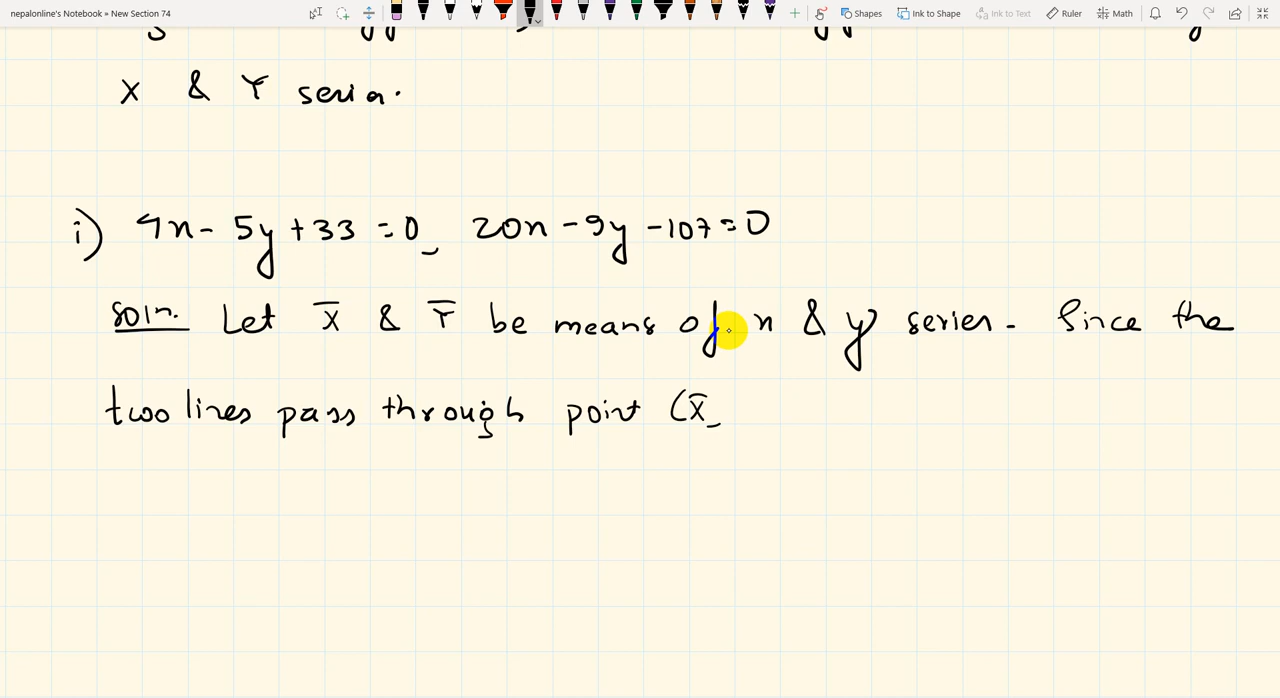 nepalonline's Notebook » New Section 74
Shapes Ink to Shape Ink to Text Ruler Math
X & Y series.
i) 4x - 5y + 33 = 0, 20x - 9y - 107 = 0
Soln. Let X̅ & Y̅ be means of x & y series. Since the
two lines pass through point (X̅,